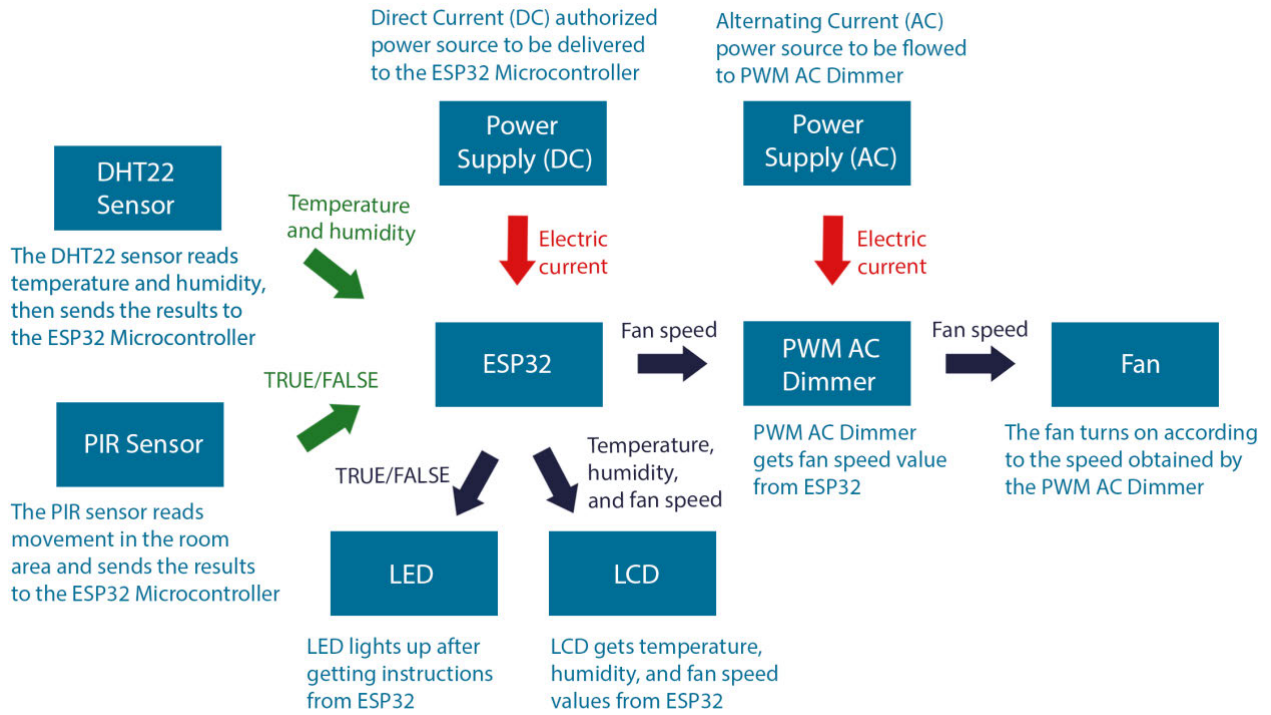 Direct Current (DC) authorized
power source to be delivered
to the ESP32 Microcontroller
Alternating Current (AC)
power source to be flowed
to PWM AC Dimmer
Power
Supply (DC)
Power
Supply (AC)
DHT22
Sensor
Temperature
and humidity
Electric
current
Electric
current
The DHT22 sensor reads
temperature and humidity,
then sends the results to
the ESP32 Microcontroller
ESP32
Fan speed
PWM AC
Dimmer
Fan speed
Fan
TRUE/FALSE
PIR Sensor
PWM AC Dimmer
gets fan speed value
from ESP32
The fan turns on according
to the speed obtained by
the PWM AC Dimmer
TRUE/FALSE
Temperature,
humidity,
and fan speed
The PIR sensor reads
movement in the room
area and sends the results
to the ESP32 Microcontroller
LED
LCD
LED lights up after
getting instructions
from ESP32
LCD gets temperature,
humidity, and fan speed
values from ESP32